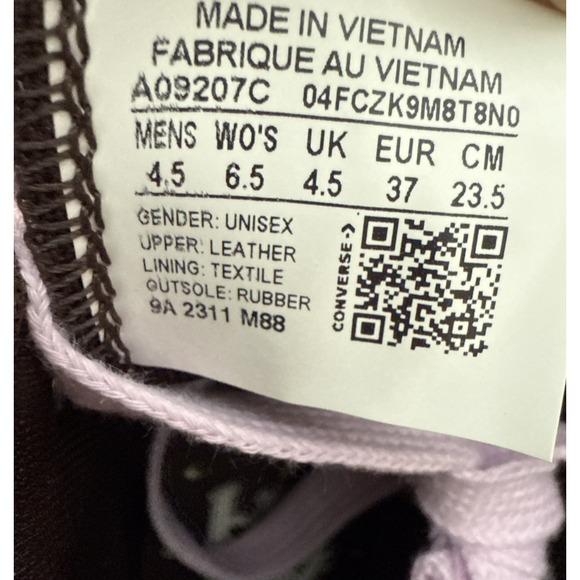 MADE IN VIETNAM
FABRIQUE AU VIETNAM
A09207C 04FCZK9M8T8N0
MENS WO'S UK EUR CM
4.5 6.5 4.5 37 23.5
GENDER: UNISEX
UPPER: LEATHER
LINING: TEXTILE
OUTSOLE: RUBBER
9A 2311 M88
CONVERSE >